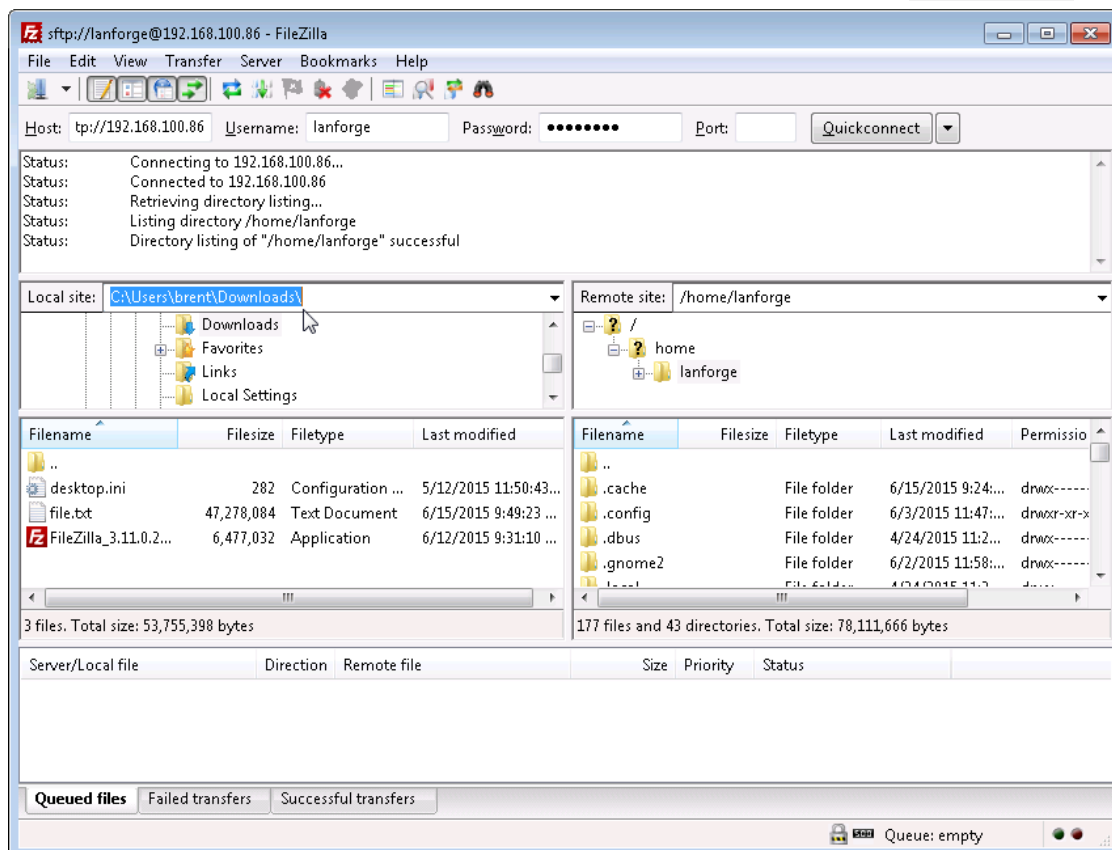 sftp://lanforge@192.168.100.86 - FileZilla
File Edit View Transfer Server Bookmarks Help
Host: tp://192.168.100.86 Username: lanforge Password: •••••••• Port: Quickconnect
Status: Connecting to 192.168.100.86...
Status: Connected to 192.168.100.86
Status: Retrieving directory listing...
Status: Listing directory /home/lanforge
Status: Directory listing of "/home/lanforge" successful
Local site: C:\Users\brent\Downloads\
Downloads
Favorites
Links
Local Settings
Remote site: /home/lanforge
/
home
lanforge
Filename Filesize Filetype Last modified
..
desktop.ini 282 Configuration ... 5/12/2015 11:50:43...
file.txt 47,278,084 Text Document 6/15/2015 9:49:23 ...
FileZilla_3.11.0.2... 6,477,032 Application 6/12/2015 9:31:10 ...
3 files. Total size: 53,755,398 bytes
Filename Filesize Filetype Last modified Permissio
..
.cache File folder 6/15/2015 9:24:... drwx------
.config File folder 6/3/2015 11:47:... drwxr-xr-x
.dbus File folder 4/24/2015 11:2... drwx------
.gnome2 File folder 6/2/2015 11:58:... drwx------
177 files and 43 directories. Total size: 78,111,666 bytes
Server/Local file Direction Remote file Size Priority Status
Queued files Failed transfers Successful transfers
Queue: empty